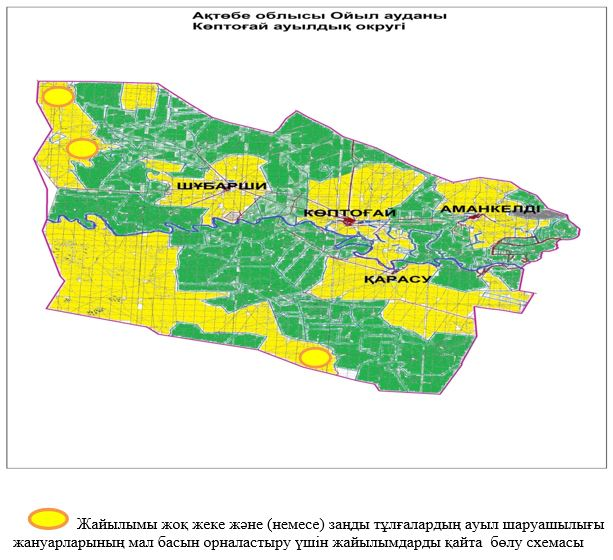 Ақтөбе облысы Ойыл ауданы
Көптоғай ауылдық округі
ШҰБАРШИ
КӨПТОҒАЙ
АМАНКЕЛДІ
ҚАРАСУ
Жайылымы жоқ жеке және (немесе) заңды тұлғалардың ауыл шаруашылығы
жануарларының мал басын орналастыру үшін жайылымдарды қайта бөлу схемасы